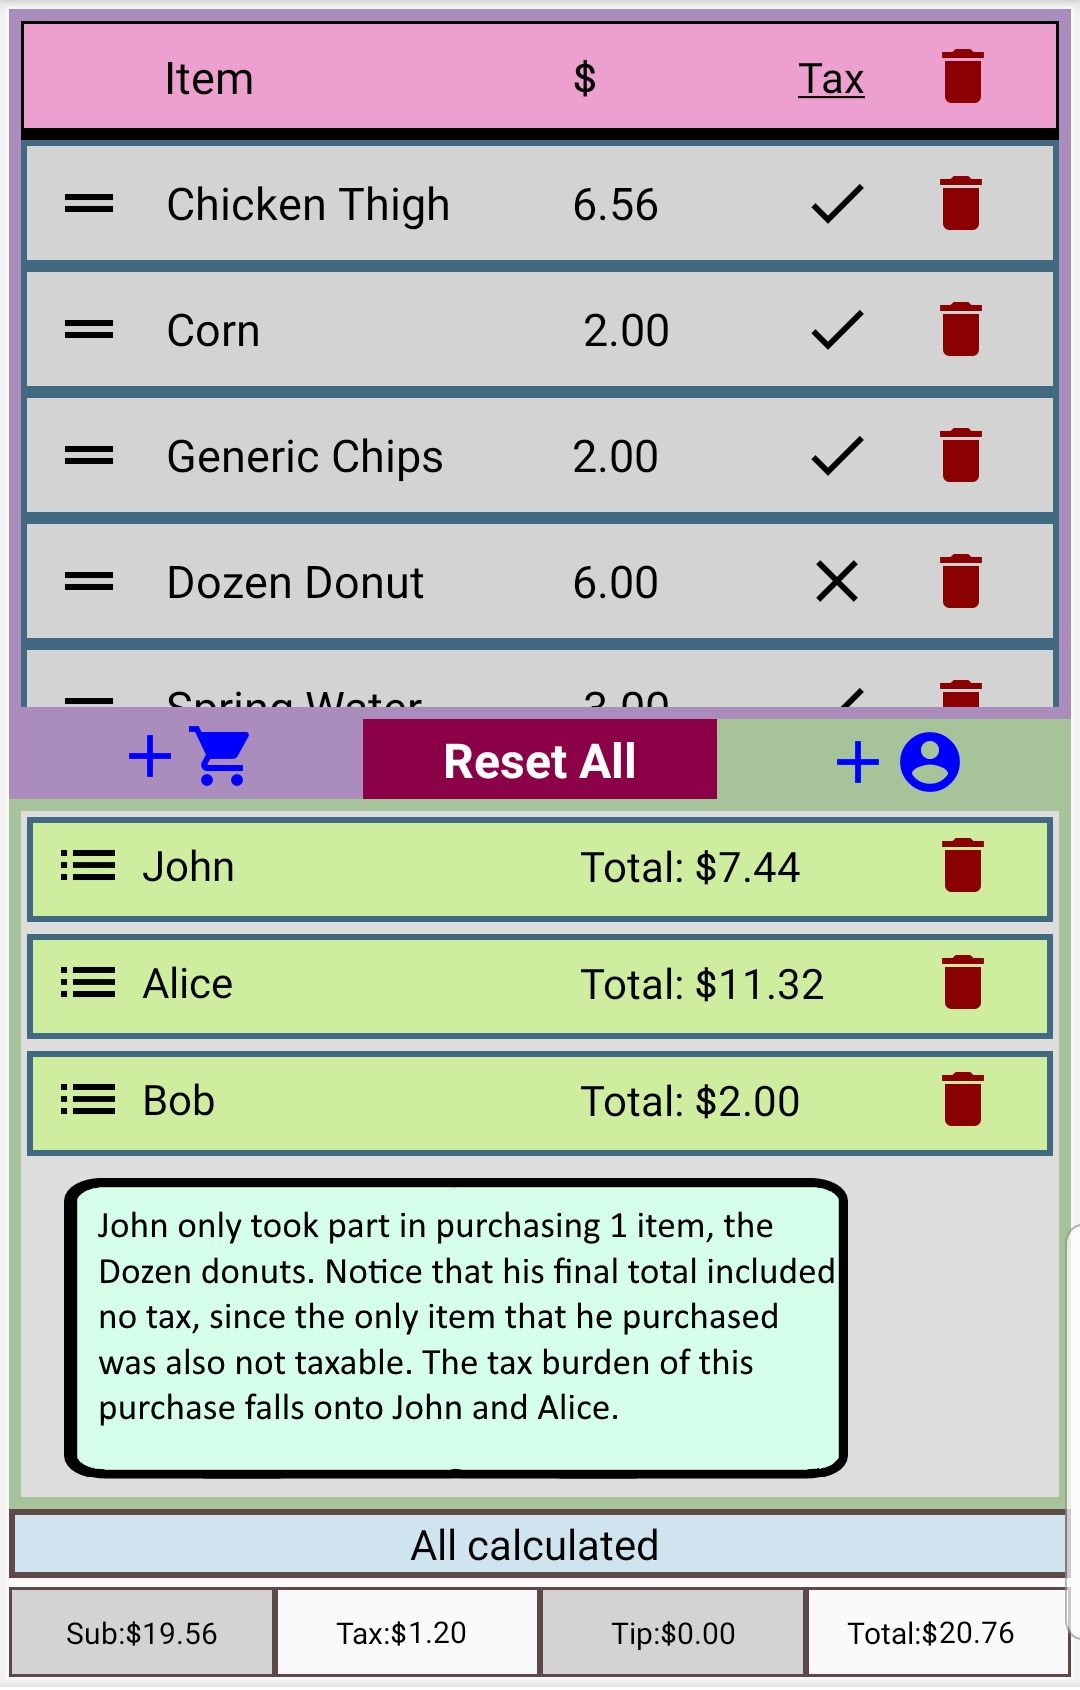 Item $ Tax
Chicken Thigh 6.56
Corn 2.00
Generic Chips 2.00
Dozen Donut 6.00
Spring Water 3.00
Reset All
John Total: $7.44
Alice Total: $11.32
Bob Total: $2.00
John only took part in purchasing 1 item, the
Dozen donuts. Notice that his final total included
no tax, since the only item that he purchased
was also not taxable. The tax burden of this
purchase falls onto John and Alice.
All calculated
Sub:$19.56 Tax:$1.20 Tip:$0.00 Total:$20.76